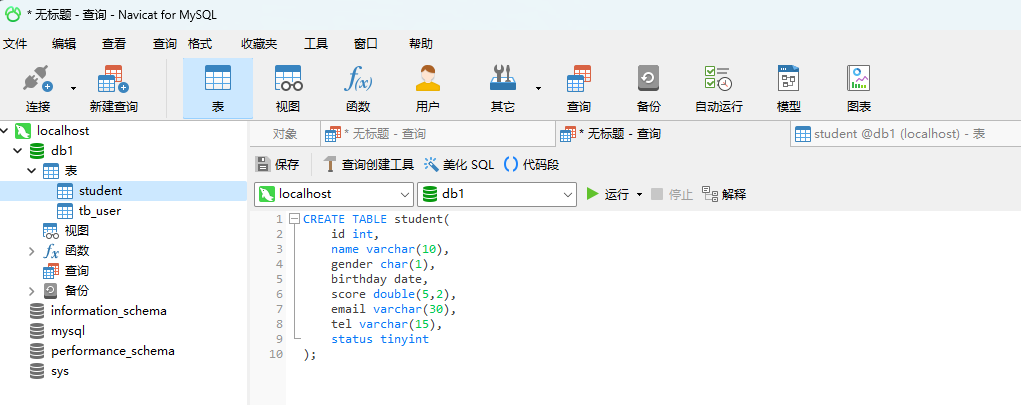 * 无标题 - 查询 - Navicat for MySQL
文件 编辑 查看 查询 格式 收藏夹 工具 窗口 帮助
连接 新建查询 表 视图 函数 用户 其它 查询 备份 自动运行 模型 图表
localhost
db1
表
student
tb_user
视图
函数
查询
备份
information_schema
mysql
performance_schema
sys
对象 * 无标题 - 查询 * 无标题 - 查询 student @db1 (localhost) - 表
保存 查询创建工具 美化 SQL () 代码段
localhost db1 运行 停止 解释
1 CREATE TABLE student(
2 id int,
3 name varchar(10),
4 gender char(1),
5 birthday date,
6 score double(5,2),
7 email varchar(30),
8 tel varchar(15),
9 status tinyint
10 );